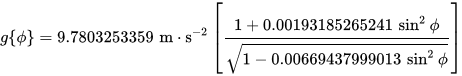 g{ϕ} = 9.7803253359 m · s⁻² [ (1 + 0.00193185265241 sin² ϕ) / √(1 − 0.00669437999013 sin² ϕ) ]